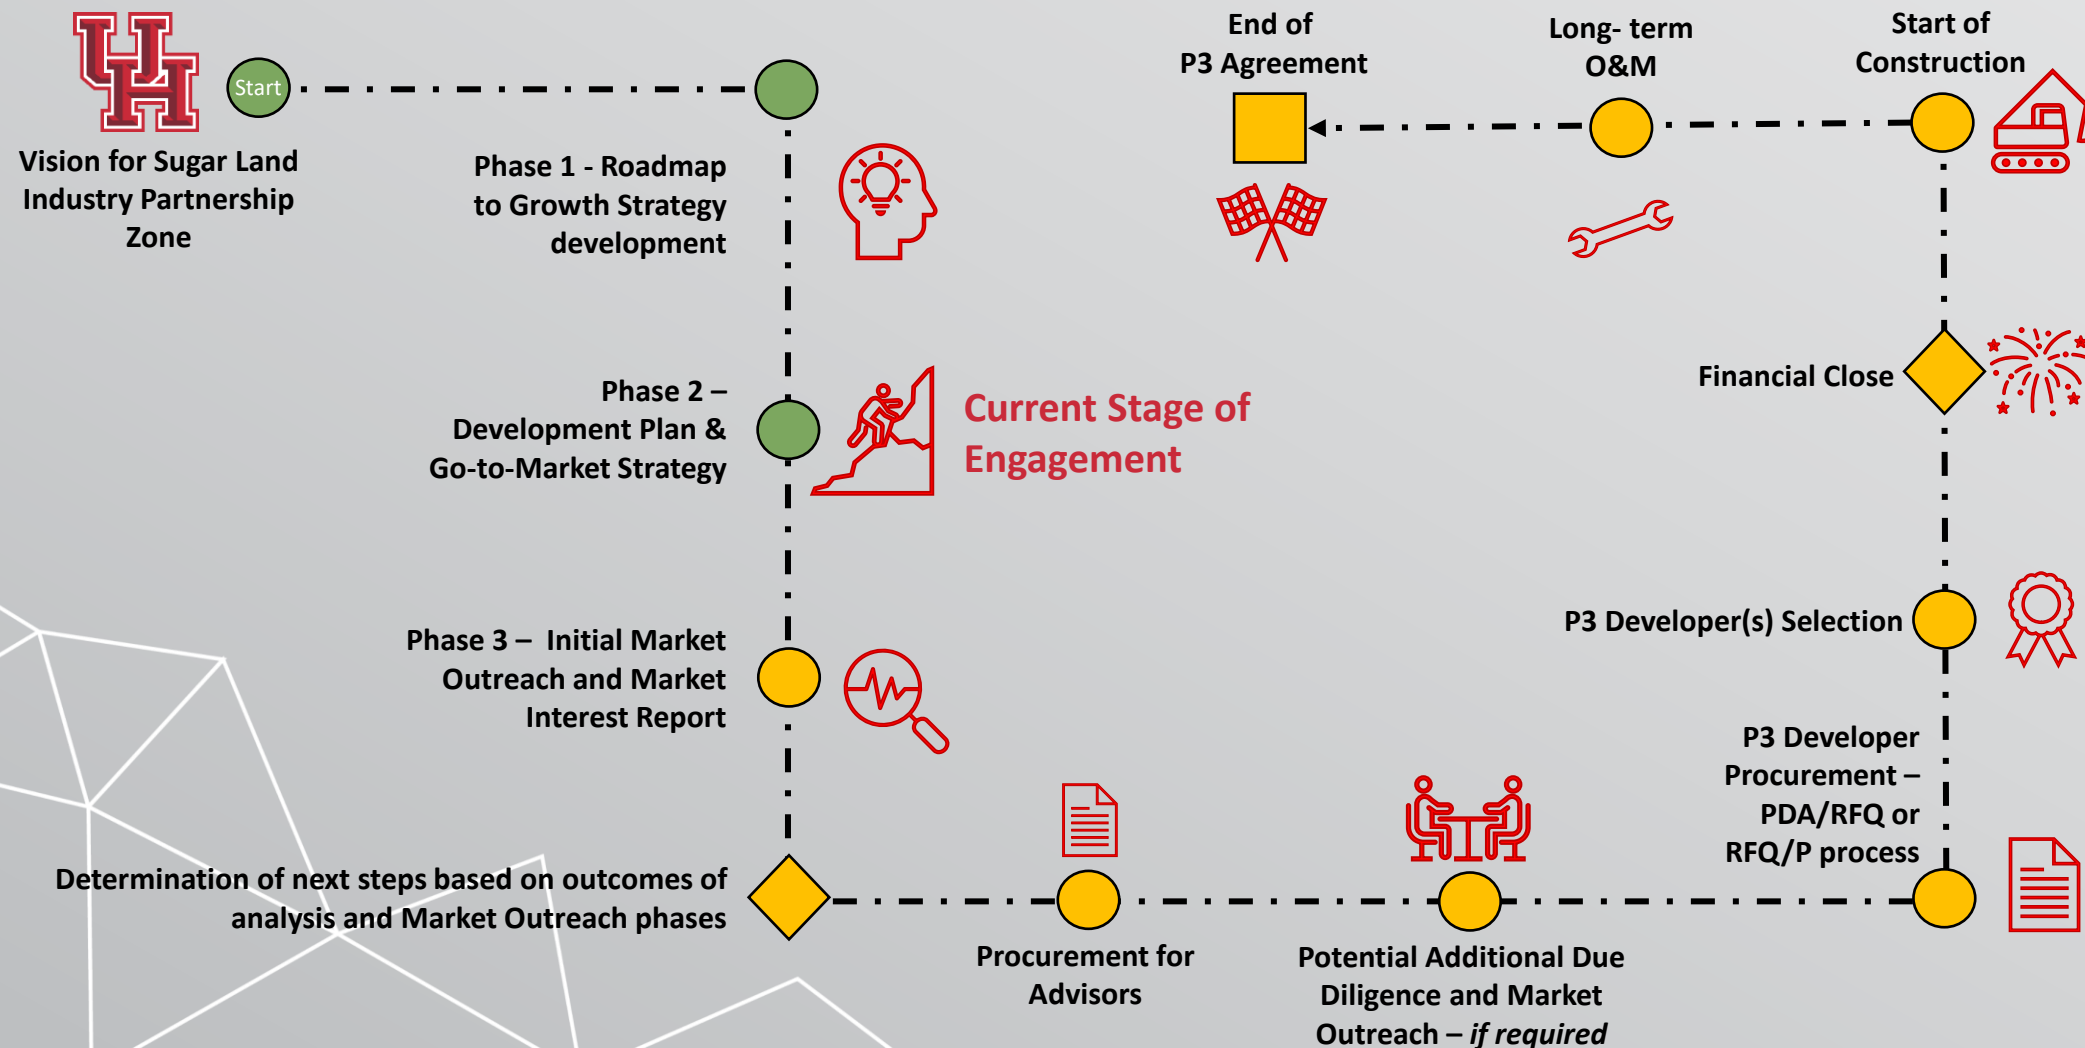 UH
Start
Vision for Sugar Land
Industry Partnership
Zone
Phase 1 - Roadmap
to Growth Strategy
development
Phase 2 –
Development Plan &
Go-to-Market Strategy
Current Stage of
Engagement
Phase 3 – Initial Market
Outreach and Market
Interest Report
Determination of next steps based on outcomes of
analysis and Market Outreach phases
Procurement for
Advisors
Potential Additional Due
Diligence and Market
Outreach – if required
P3 Developer
Procurement –
PDA/RFQ or
RFQ/P process
P3 Developer(s) Selection
Financial Close
Start of
Construction
Long- term
O&M
End of
P3 Agreement